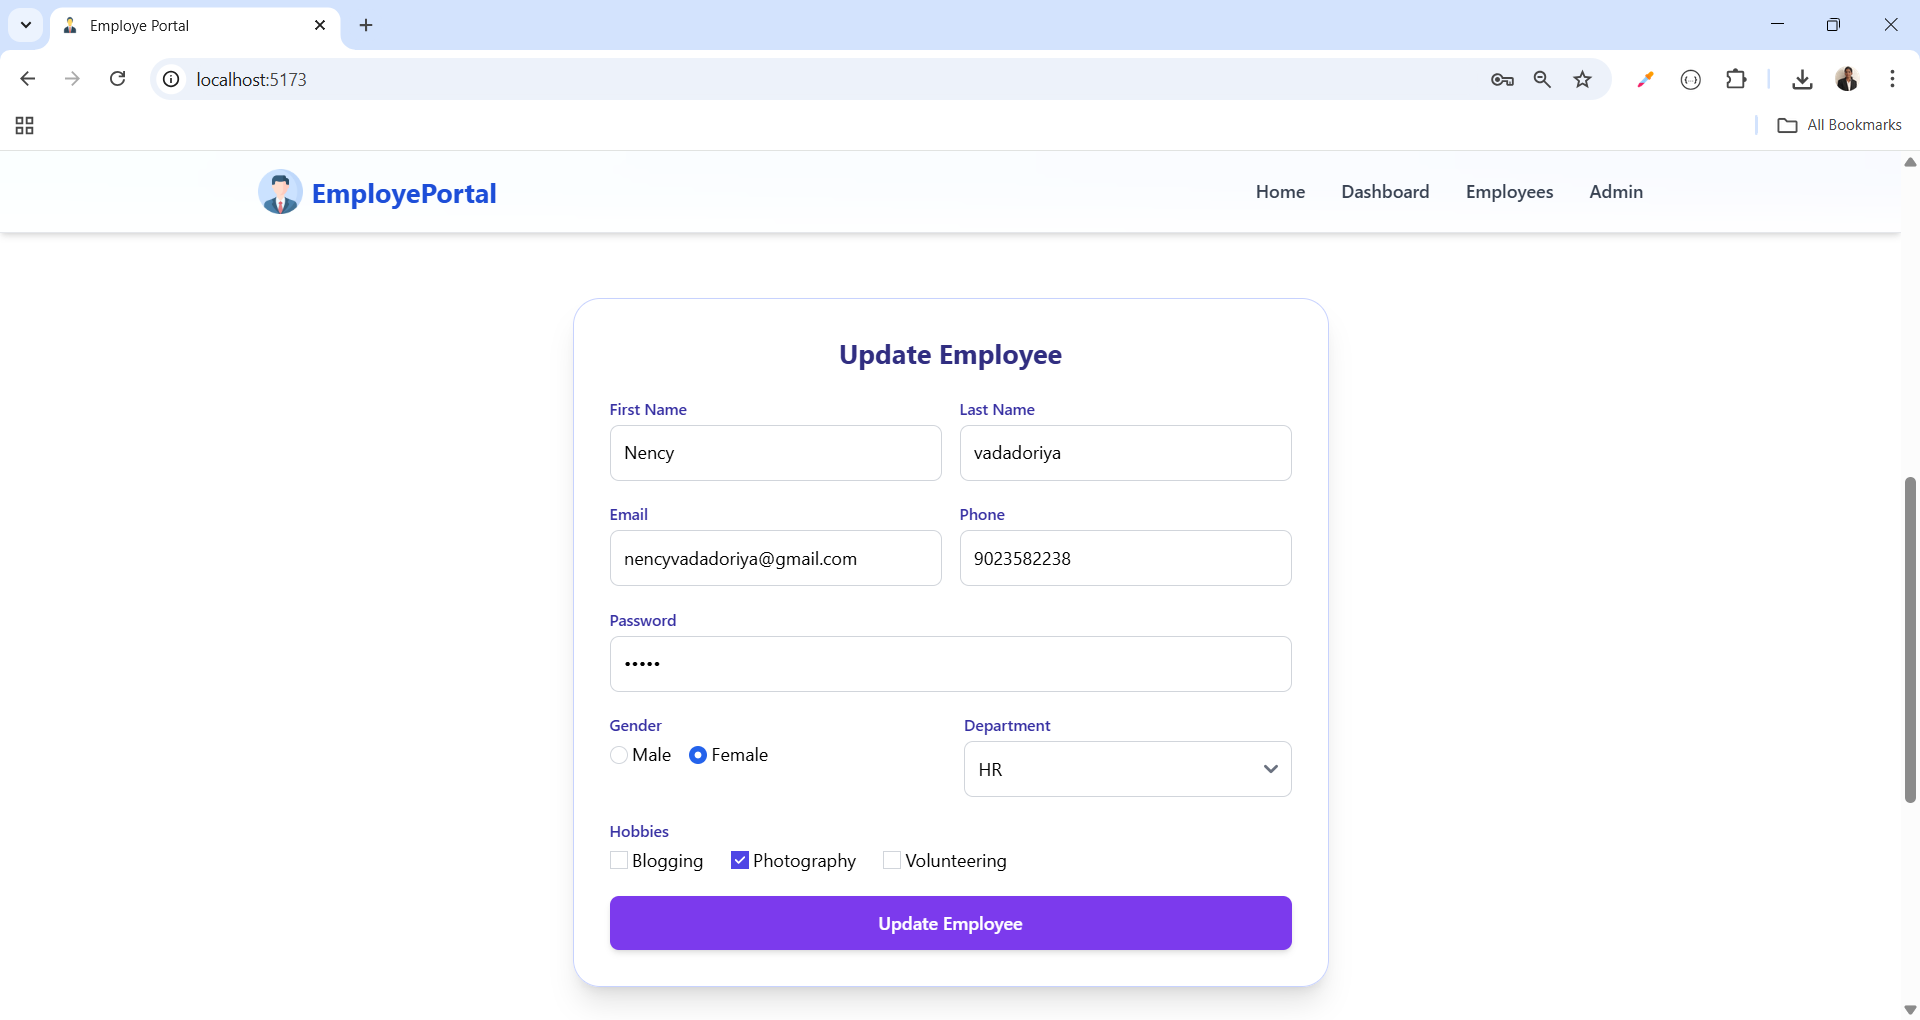 Employe Portal
localhost:5173
All Bookmarks
EmployePortal
Home Dashboard Employees Admin
Update Employee
First Name Last Name
Nency vadadoriya
Email Phone
nencyvadadoriya@gmail.com 9023582238
Password
•••••
Gender Department
Male Female
HR
Hobbies
Blogging Photography Volunteering
Update Employee